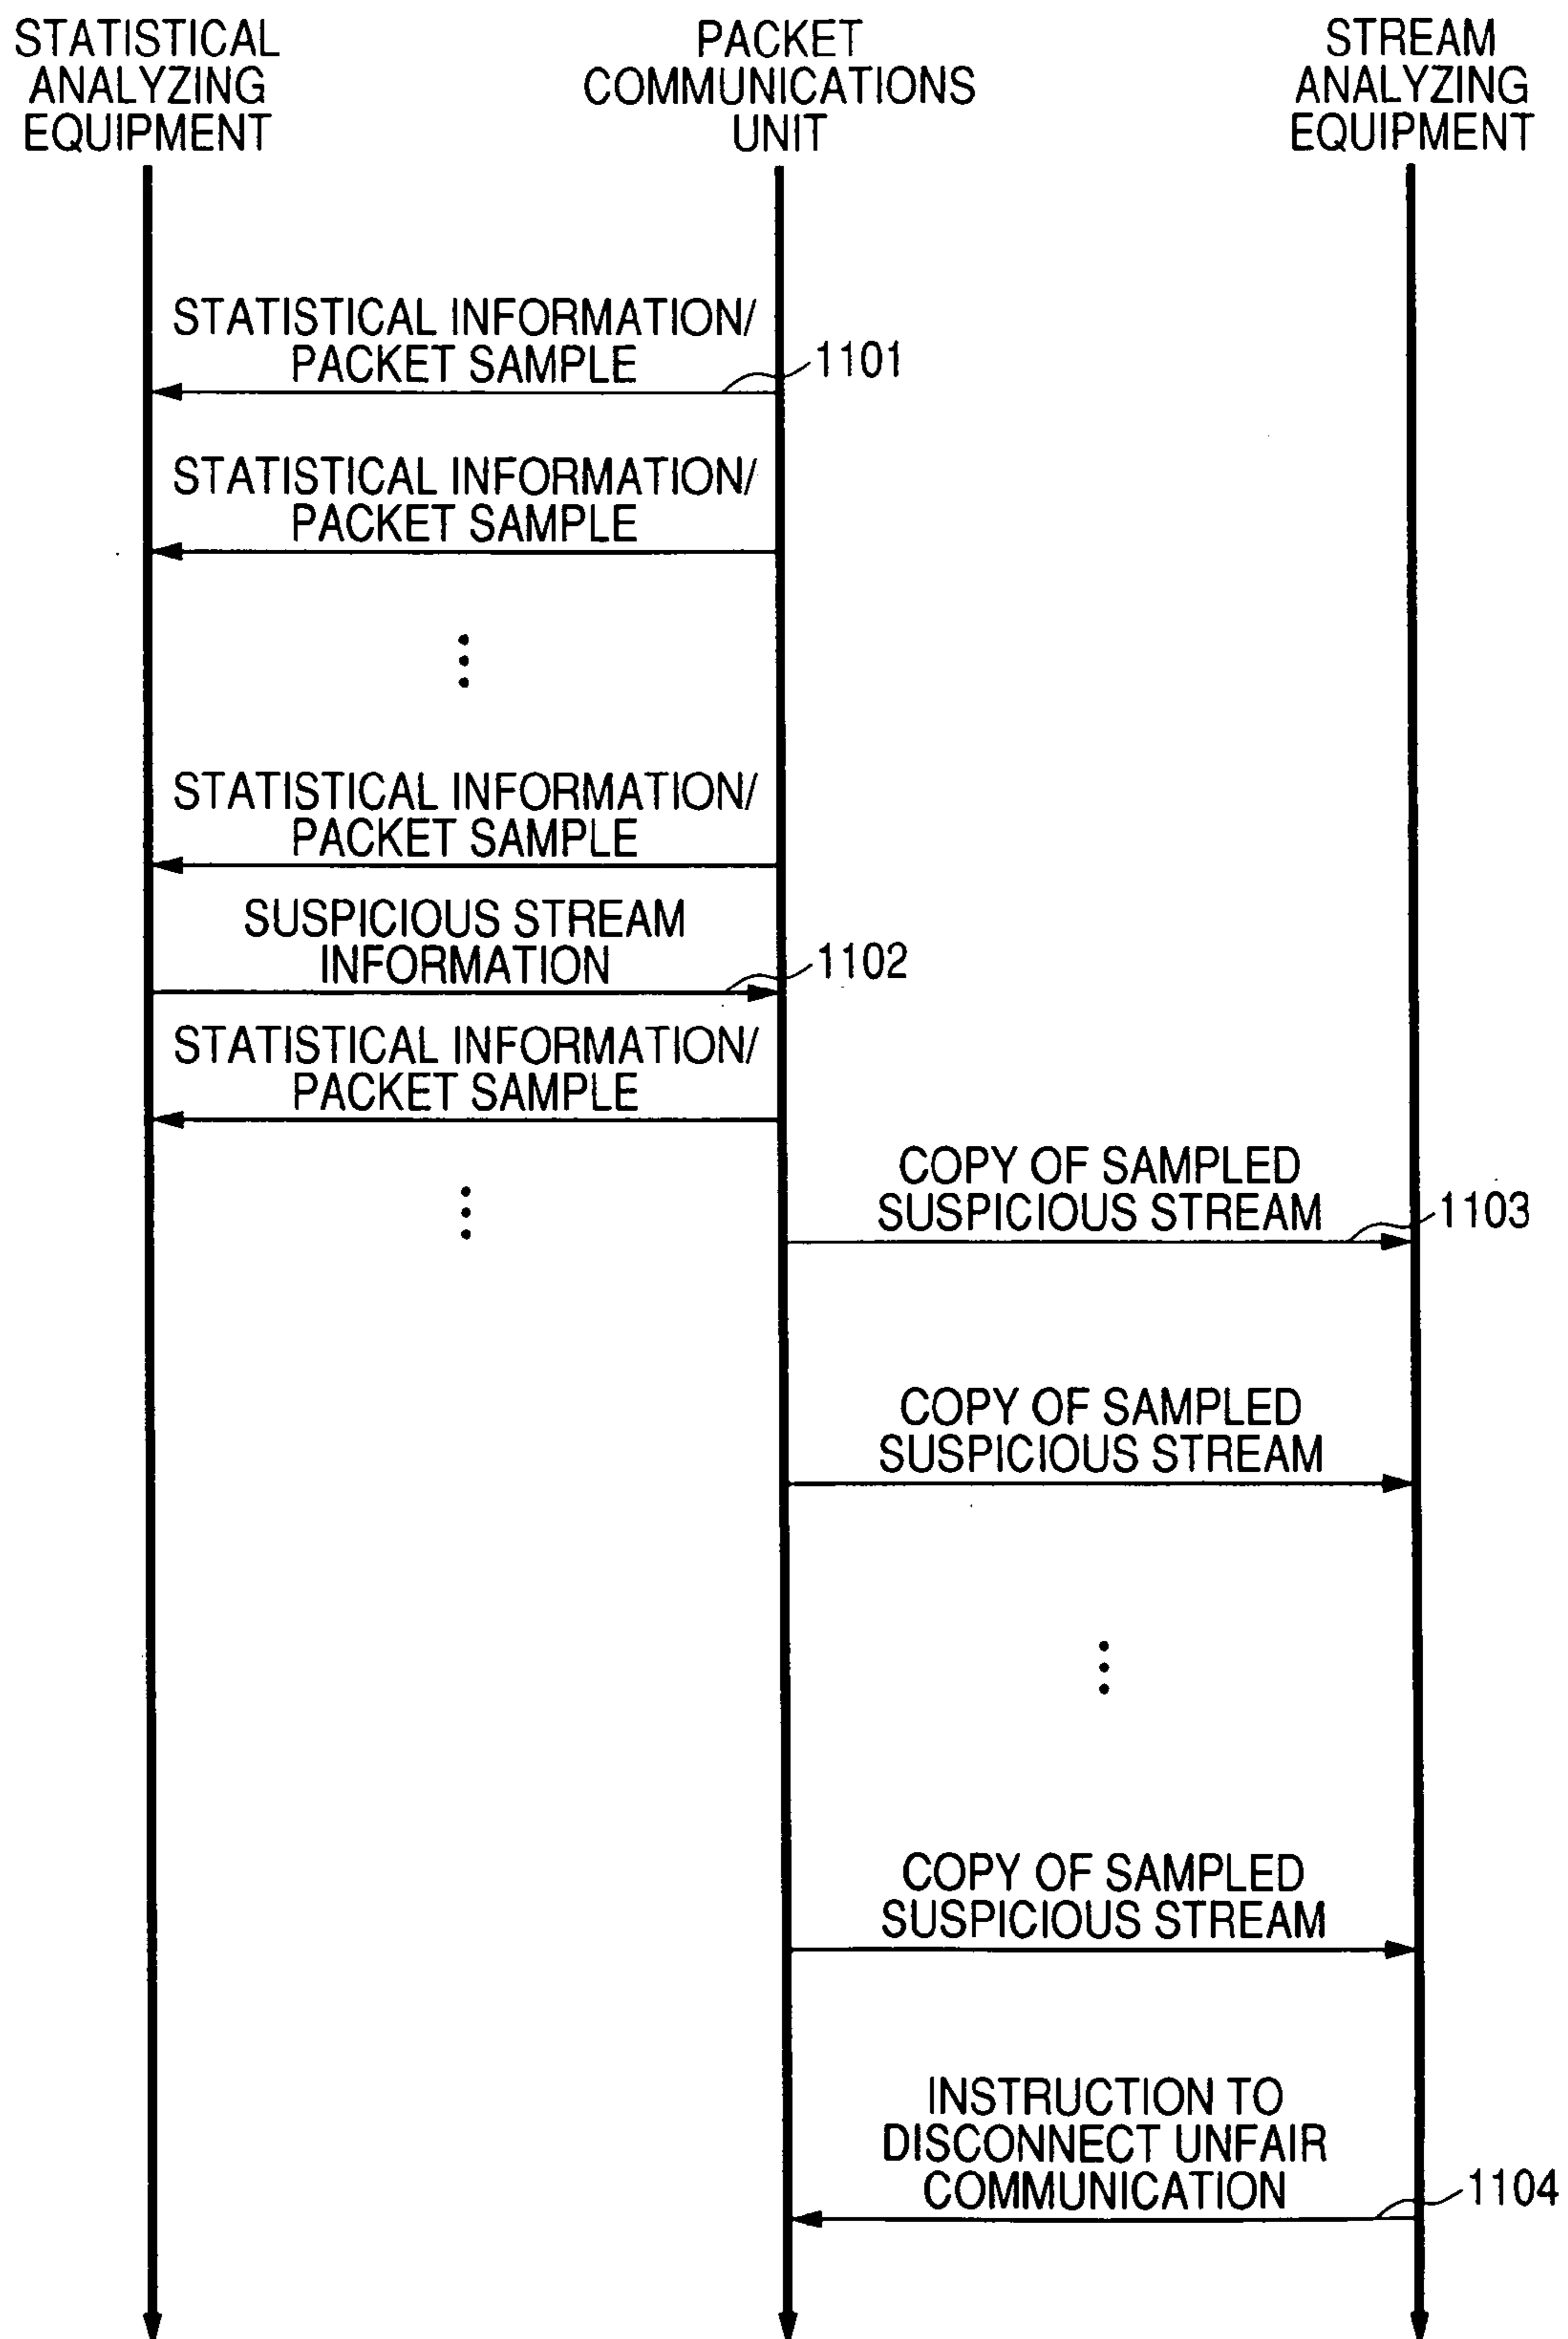 STATISTICAL
ANALYZING
EQUIPMENT
PACKET
COMMUNICATIONS
UNIT
STREAM
ANALYZING
EQUIPMENT
STATISTICAL INFORMATION/
PACKET SAMPLE
1101
STATISTICAL INFORMATION/
PACKET SAMPLE
STATISTICAL INFORMATION/
PACKET SAMPLE
SUSPICIOUS STREAM
INFORMATION
1102
STATISTICAL INFORMATION/
PACKET SAMPLE
COPY OF SAMPLED
SUSPICIOUS STREAM
1103
COPY OF SAMPLED
SUSPICIOUS STREAM
COPY OF SAMPLED
SUSPICIOUS STREAM
INSTRUCTION TO
DISCONNECT UNFAIR
COMMUNICATION
1104